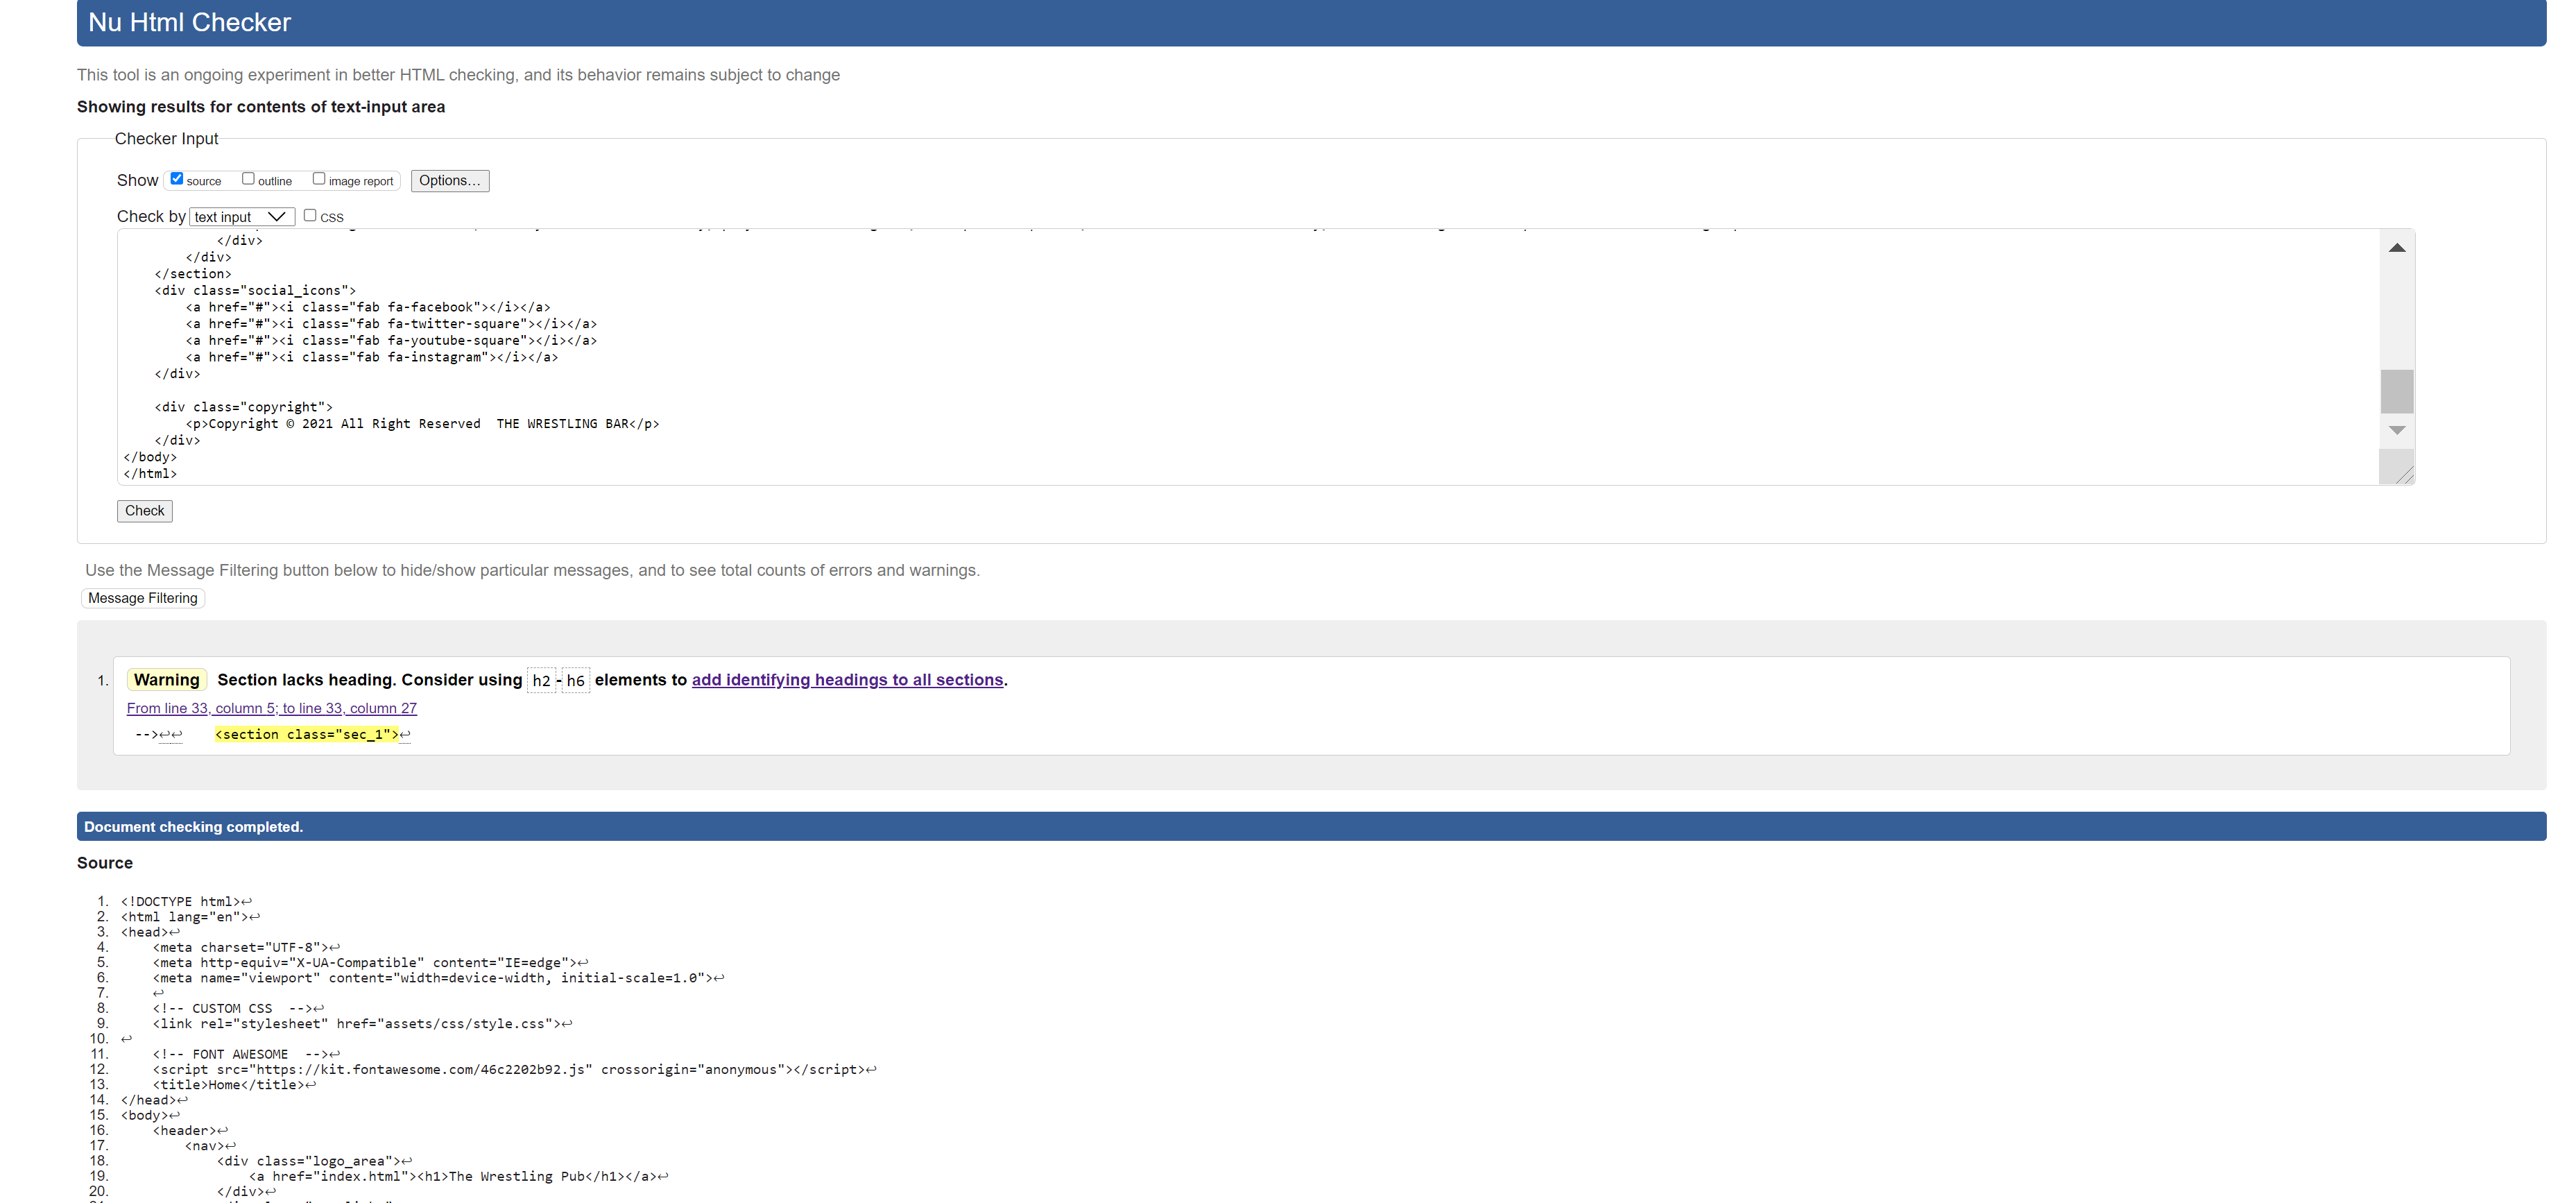 Nu Html Checker
This tool is an ongoing experiment in better HTML checking, and its behavior remains subject to change
Showing results for contents of text-input area
Checker Input
Show source outline image report Options...
Check by text input CSS
</div>
</div>
</section>
<div class="social_icons">
<a href="#"><i class="fab fa-facebook"></i></a>
<a href="#"><i class="fab fa-twitter-square"></i></a>
<a href="#"><i class="fab fa-youtube-square"></i></a>
<a href="#"><i class="fab fa-instagram"></i></a>
</div>
<div class="copyright">
<p>Copyright © 2021 All Right Reserved  THE WRESTLING BAR</p>
</div>
</body>
</html>
Check
Use the Message Filtering button below to hide/show particular messages, and to see total counts of errors and warnings.
Message Filtering
1. Warning Section lacks heading. Consider using h2-h6 elements to add identifying headings to all sections.
From line 33, column 5; to line 33, column 27
-->↩↩    <section class="sec_1">↩
Document checking completed.
Source
1. <!DOCTYPE html>↩
2. <html lang="en">↩
3. <head>↩
4. <meta charset="UTF-8">↩
5. <meta http-equiv="X-UA-Compatible" content="IE=edge">↩
6. <meta name="viewport" content="width=device-width, initial-scale=1.0">↩
7. ↩
8. <!-- CUSTOM CSS  -->↩
9. <link rel="stylesheet" href="assets/css/style.css">↩
10. ↩
11. <!-- FONT AWESOME  -->↩
12. <script src="https://kit.fontawesome.com/46c2202b92.js" crossorigin="anonymous"></script>↩
13. <title>Home</title>↩
14. </head>↩
15. <body>↩
16. <header>↩
17. <nav>↩
18. <div class="logo_area">↩
19. <a href="index.html"><h1>The Wrestling Pub</h1></a>↩
20. </div>↩